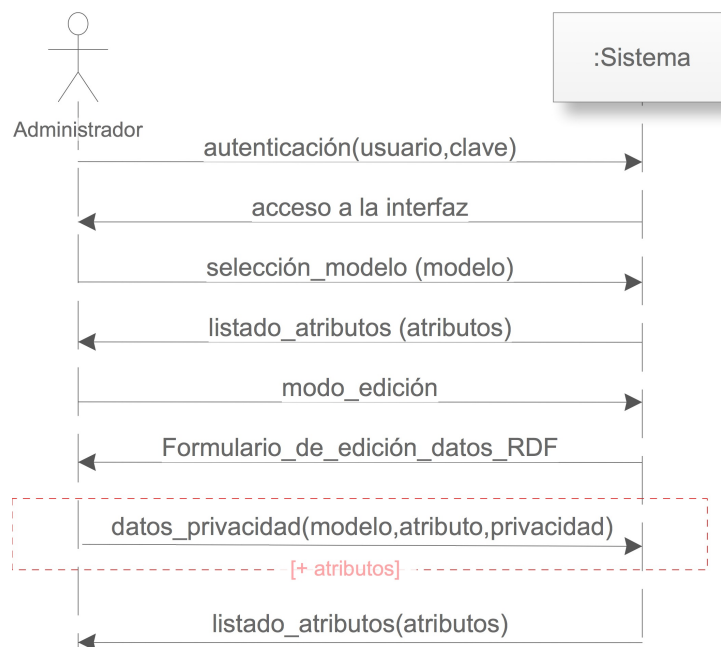 :Sistema
Administrador
autenticación(usuario,clave)
acceso a la interfaz
selección_modelo (modelo)
listado_atributos (atributos)
modo_edición
Formulario_de_edición_datos_RDF
datos_privacidad(modelo,atributo,privacidad)
[+ atributos]
listado_atributos(atributos)